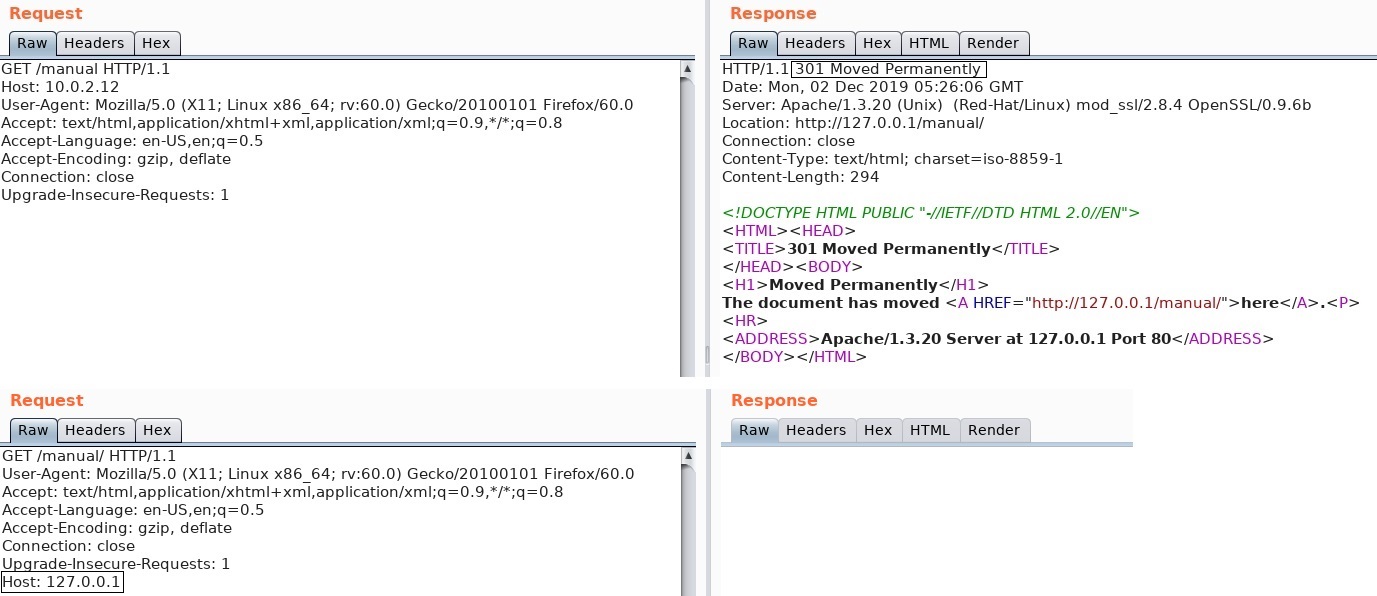 Request
Raw Headers Hex
GET /manual HTTP/1.1
Host: 10.0.2.12
User-Agent: Mozilla/5.0 (X11; Linux x86_64; rv:60.0) Gecko/20100101 Firefox/60.0
Accept: text/html,application/xhtml+xml,application/xml;q=0.9,*/*;q=0.8
Accept-Language: en-US,en;q=0.5
Accept-Encoding: gzip, deflate
Connection: close
Upgrade-Insecure-Requests: 1
Response
Raw Headers Hex HTML Render
HTTP/1.1 301 Moved Permanently
Date: Mon, 02 Dec 2019 05:26:06 GMT
Server: Apache/1.3.20 (Unix)  (Red-Hat/Linux) mod_ssl/2.8.4 OpenSSL/0.9.6b
Location: http://127.0.0.1/manual/
Connection: close
Content-Type: text/html; charset=iso-8859-1
Content-Length: 294
<!DOCTYPE HTML PUBLIC "-//IETF//DTD HTML 2.0//EN">
<HTML><HEAD>
<TITLE>301 Moved Permanently</TITLE>
</HEAD><BODY>
<H1>Moved Permanently</H1>
The document has moved <A HREF="http://127.0.0.1/manual/">here</A>.<P>
<HR>
<ADDRESS>Apache/1.3.20 Server at 127.0.0.1 Port 80</ADDRESS>
</BODY></HTML>
Request
Raw Headers Hex
GET /manual/ HTTP/1.1
User-Agent: Mozilla/5.0 (X11; Linux x86_64; rv:60.0) Gecko/20100101 Firefox/60.0
Accept: text/html,application/xhtml+xml,application/xml;q=0.9,*/*;q=0.8
Accept-Language: en-US,en;q=0.5
Accept-Encoding: gzip, deflate
Connection: close
Upgrade-Insecure-Requests: 1
Host: 127.0.0.1
Response
Raw Headers Hex HTML Render